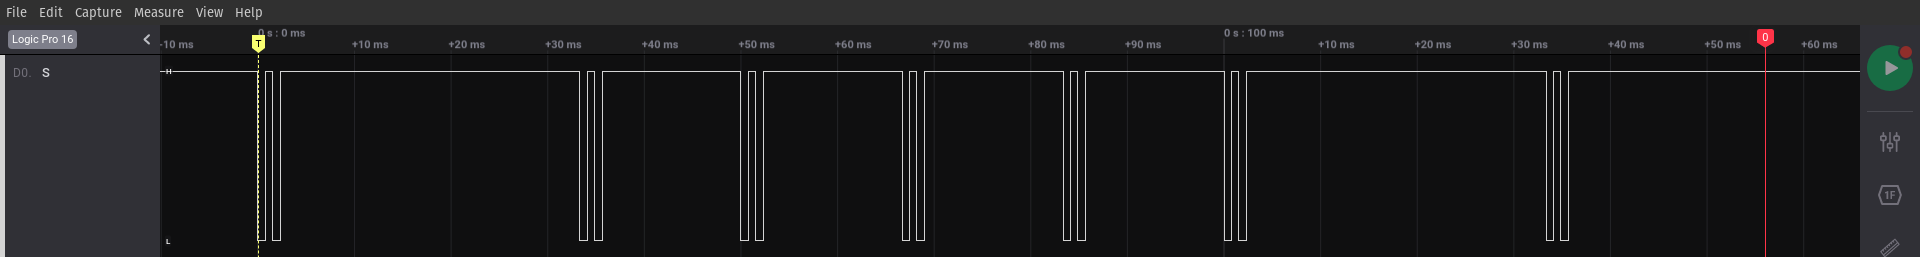 File Edit Capture Measure View Help
Logic Pro 16
0 s : 0 ms 0 s : 100 ms
-10 ms +10 ms +20 ms +30 ms +40 ms +50 ms +60 ms +70 ms +80 ms +90 ms +10 ms +20 ms +30 ms +40 ms +50 ms +60 ms
T 0
D0. S
H
L
1F